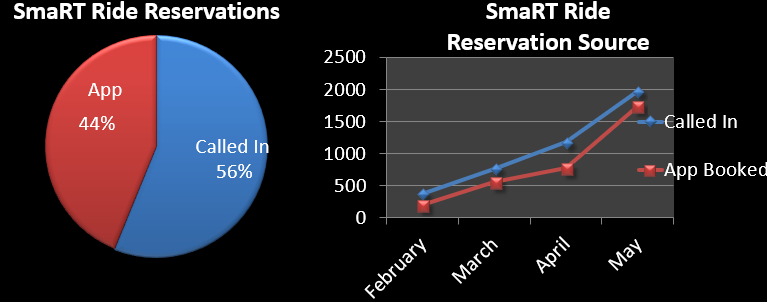 SmaRT Ride Reservations
App
44%
Called In
56%
SmaRT Ride
Reservation Source
2500
2000
1500
1000
500
0
February
March
April
May
Called In
App Booked